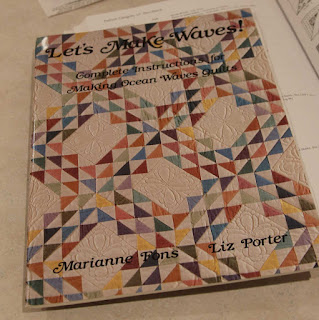 Let's Make Waves!
Complete Instructions for
Making Ocean Waves Quilts
Marianne Fons Liz Porter